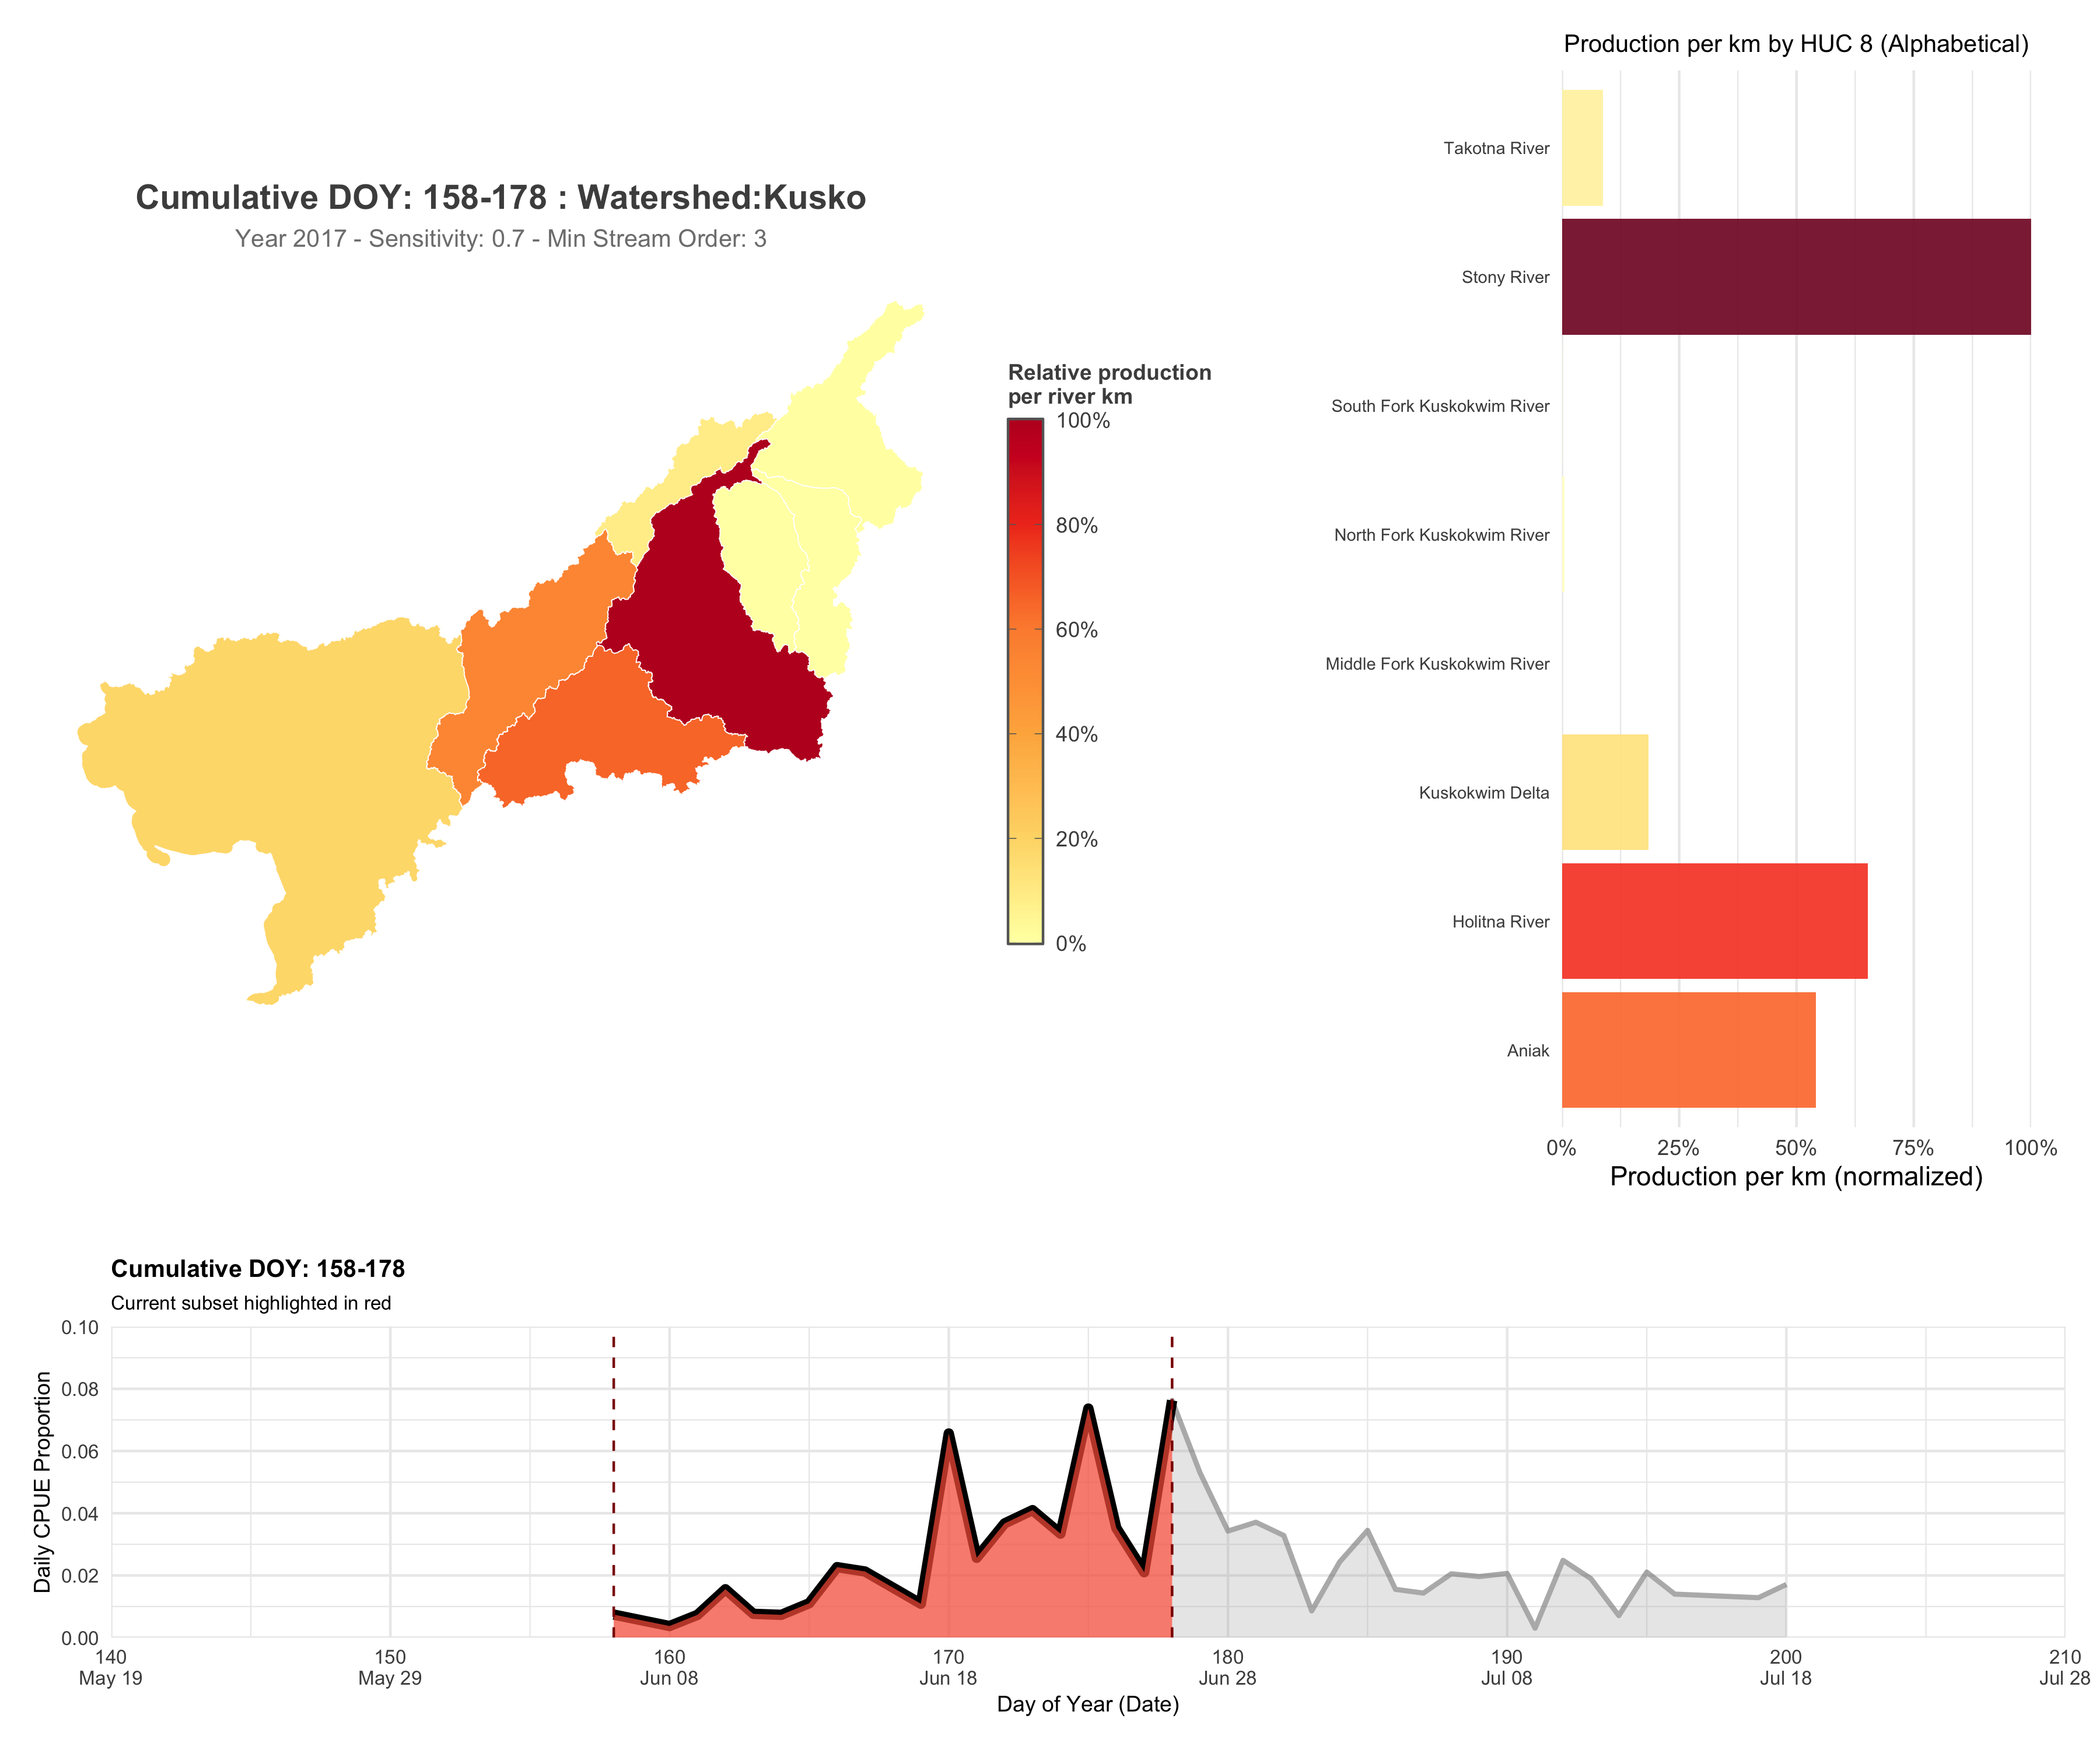 Production per km by HUC 8 (Alphabetical)
Takotna River
Stony River
South Fork Kuskokwim River
North Fork Kuskokwim River
Middle Fork Kuskokwim River
Kuskokwim Delta
Holitna River
Aniak
0% 25% 50% 75% 100%
Production per km (normalized)
Cumulative DOY: 158-178 : Watershed:Kusko
Year 2017 - Sensitivity: 0.7 - Min Stream Order: 3
Relative production
per river km
100%
80%
60%
40%
20%
0%
Cumulative DOY: 158-178
Current subset highlighted in red
Daily CPUE Proportion
0.10
0.08
0.06
0.04
0.02
0.00
140 150 160 170 180 190 200 210
May 19 May 29 Jun 08 Jun 18 Jun 28 Jul 08 Jul 18 Jul 28
Day of Year (Date)